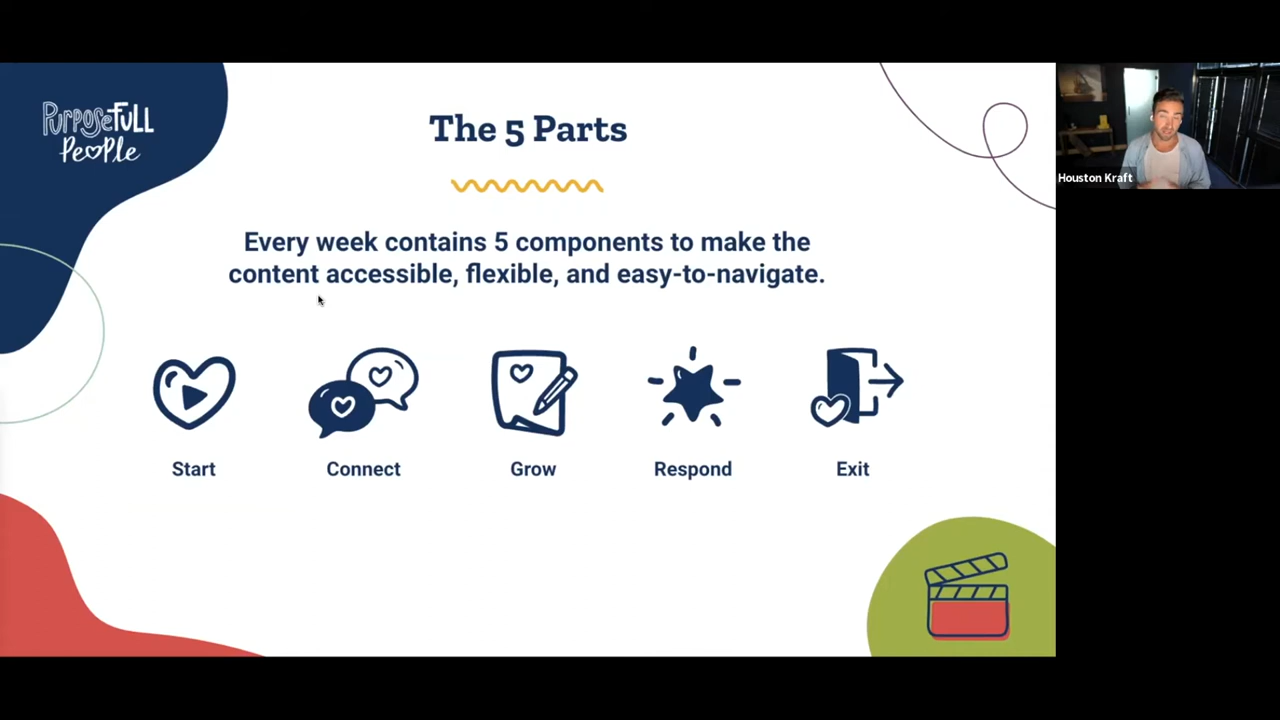 PURPOSEFULL
PEOPLE
The 5 Parts
Houston Kraft
Every week contains 5 components to make the
content accessible, flexible, and easy-to-navigate.
Start
Connect
Grow
Respond
Exit